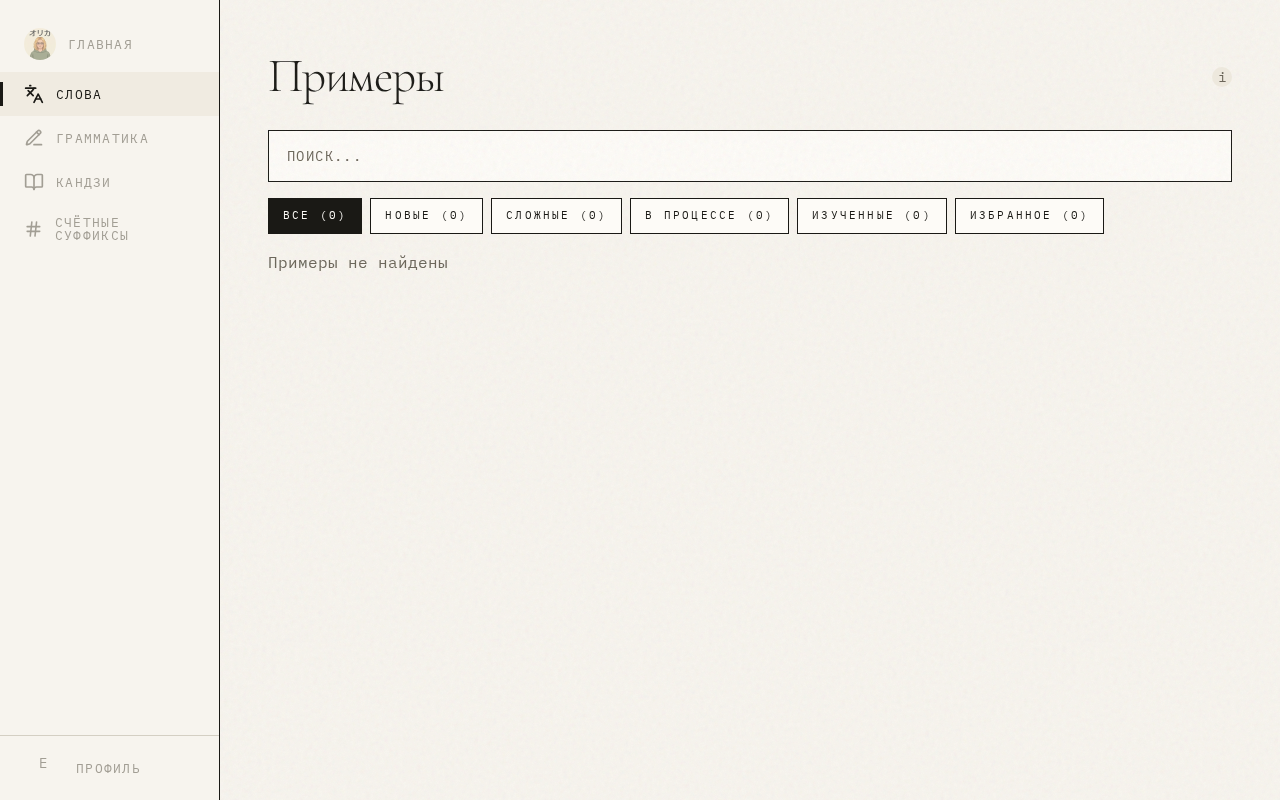 オリカ
ГЛАВНАЯ
СЛОВА
ГРАММАТИКА
КАНДЗИ
СЧЁТНЫЕ
СУФФИКСЫ
Примеры
i
ПОИСК...
ВСЕ (0)
НОВЫЕ (0)
СЛОЖНЫЕ (0)
В ПРОЦЕССЕ (0)
ИЗУЧЕННЫЕ (0)
ИЗБРАННОЕ (0)
Примеры не найдены
E
ПРОФИЛЬ